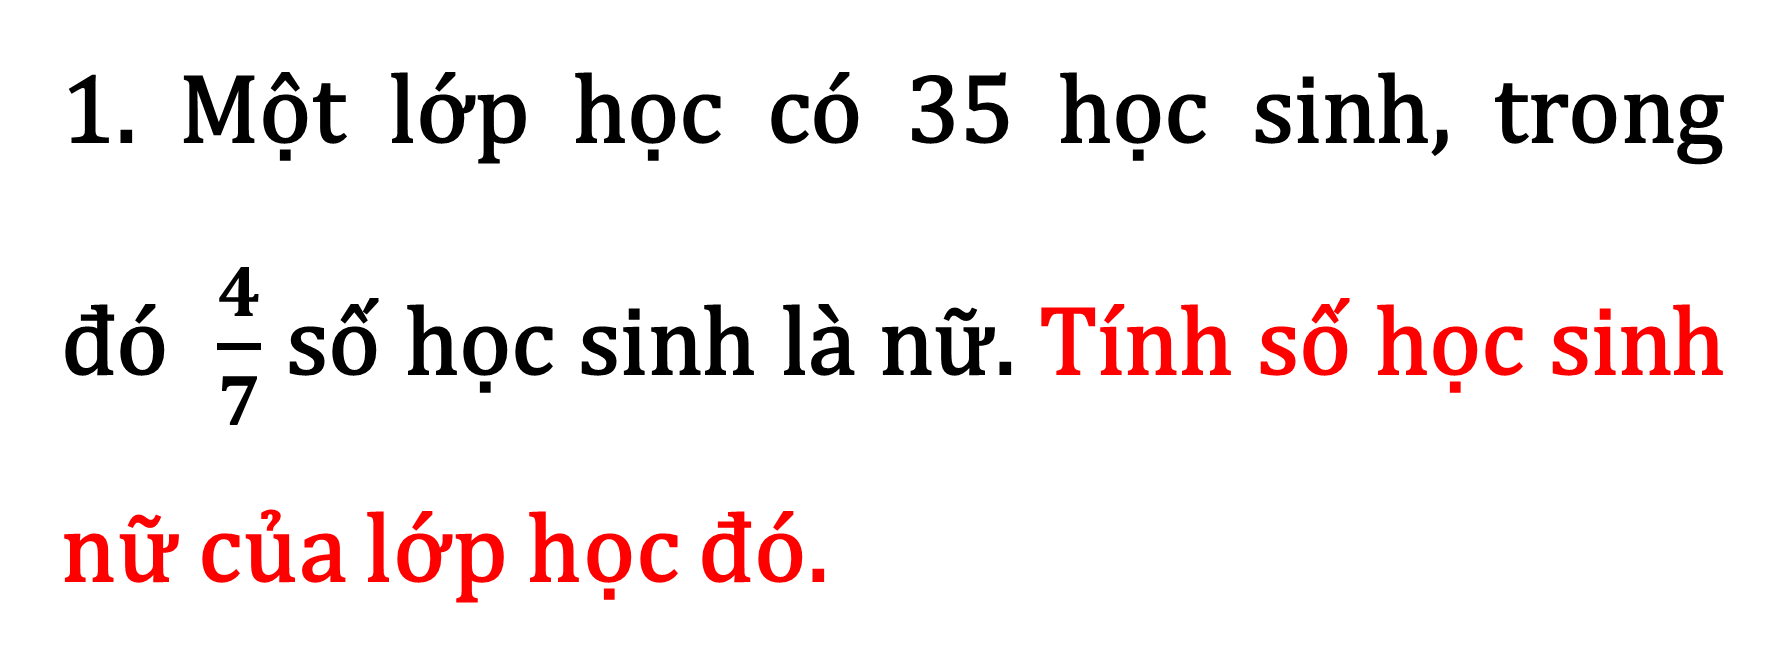 1. Một lớp học có 35 học sinh, trong
đó 4/7 số học sinh là nữ. Tính số học sinh
nữ của lớp học đó.